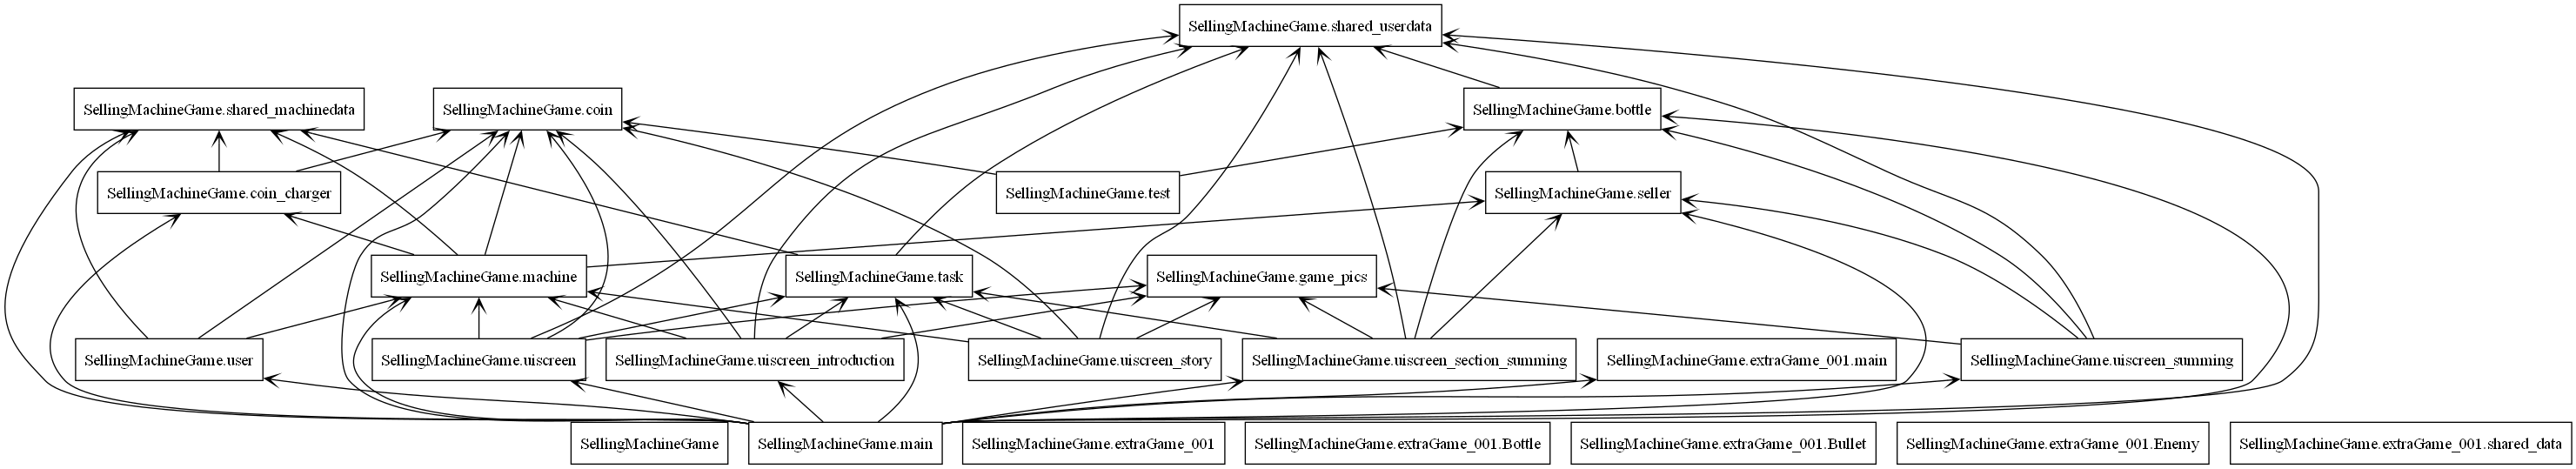 SellingMachineGame.shared_userdata
SellingMachineGame.shared_machinedata
SellingMachineGame.coin
SellingMachineGame.bottle
SellingMachineGame.coin_charger
SellingMachineGame.test
SellingMachineGame.seller
SellingMachineGame.machine
SellingMachineGame.task
SellingMachineGame.game_pics
SellingMachineGame.user
SellingMachineGame.uiscreen
SellingMachineGame.uiscreen_introduction
SellingMachineGame.uiscreen_story
SellingMachineGame.uiscreen_section_summing
SellingMachineGame.extraGame_001.main
SellingMachineGame.uiscreen_summing
SellingMachineGame
SellingMachineGame.main
SellingMachineGame.extraGame_001
SellingMachineGame.extraGame_001.Bottle
SellingMachineGame.extraGame_001.Bullet
SellingMachineGame.extraGame_001.Enemy
SellingMachineGame.extraGame_001.shared_data